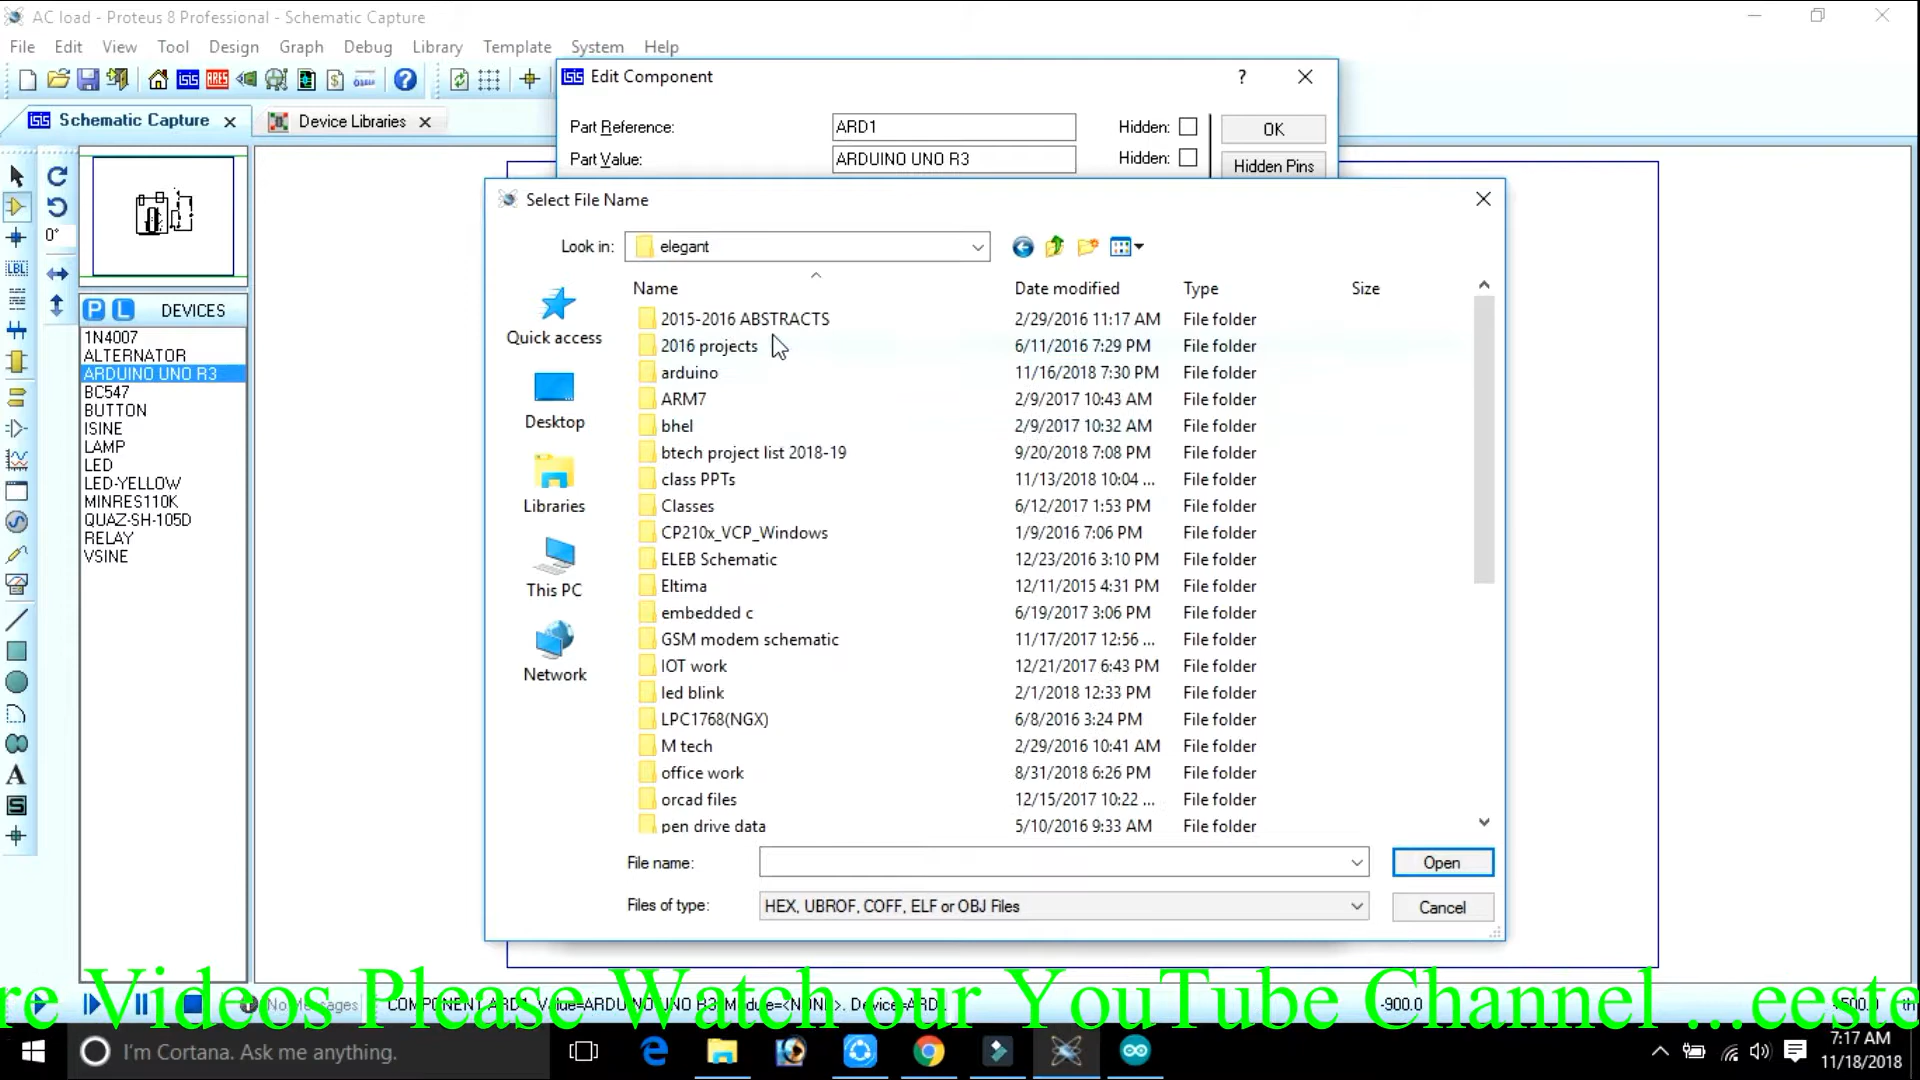 AC load - Proteus 8 Professional - Schematic Capture
File Edit View Tool Design Graph Debug Library Template System Help
Schematic Capture
Device Libraries
Edit Component
?
Part Reference:
ARD1
Hidden:
OK
Part Value:
ARDUINO UNO R3
Hidden:
Hidden Pins
0°
LBL
P L DEVICES
1N4007
ALTERNATOR
ARDUINO UNO R3
BC547
BUTTON
ISINE
LAMP
LED
LED-YELLOW
MINRES110K
QUAZ-SH-105D
RELAY
VSINE
Select File Name
Look in:
elegant
Quick access
Desktop
Libraries
This PC
Network
Name Date modified Type Size
2015-2016 ABSTRACTS 2/29/2016 11:17 AM File folder
2016 projects 6/11/2016 7:29 PM File folder
arduino 11/16/2018 7:30 PM File folder
ARM7 2/9/2017 10:43 AM File folder
bhel 2/9/2017 10:32 AM File folder
btech project list 2018-19 9/20/2018 7:08 PM File folder
class PPTs 11/13/2018 10:04 ... File folder
Classes 6/12/2017 1:53 PM File folder
CP210x_VCP_Windows 1/9/2016 7:06 PM File folder
ELEB Schematic 12/23/2016 3:10 PM File folder
Eltima 12/11/2015 4:31 PM File folder
embedded c 6/19/2017 3:06 PM File folder
GSM modem schematic 11/17/2017 12:56 ... File folder
IOT work 12/21/2017 6:43 PM File folder
led blink 2/1/2018 12:33 PM File folder
LPC1768(NGX) 6/8/2016 3:24 PM File folder
M tech 2/29/2016 10:41 AM File folder
office work 8/31/2018 6:26 PM File folder
orcad files 12/15/2017 10:22 ... File folder
pen drive data 5/10/2016 9:33 AM File folder
File name:
Open
Files of type:
HEX, UBROF, COFF, ELF or OBJ Files
Cancel
re Videos Please Watch our YouTube Channel ...eeste
No Messages
-900.0
I'm Cortana. Ask me anything.
7:17 AM
11/18/2018